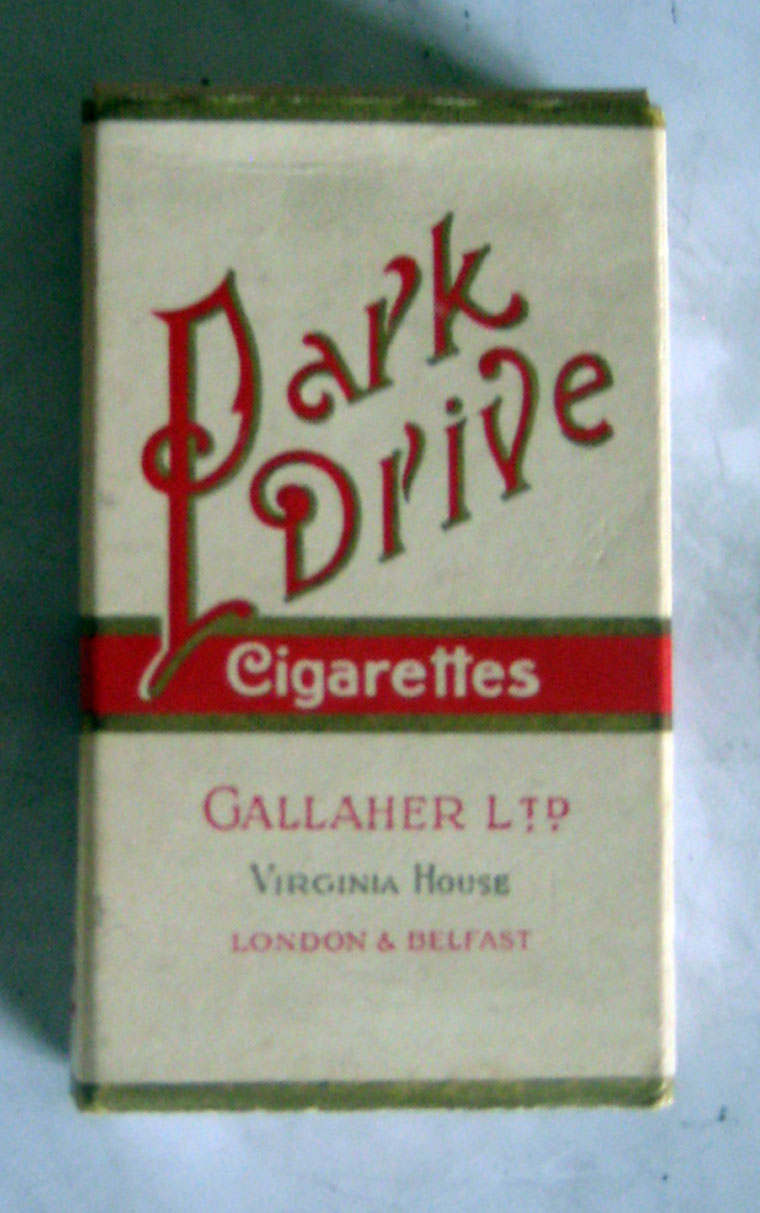 Park
Drive
Cigarettes
GALLAHER LTD
VIRGINIA HOUSE
LONDON & BELFAST